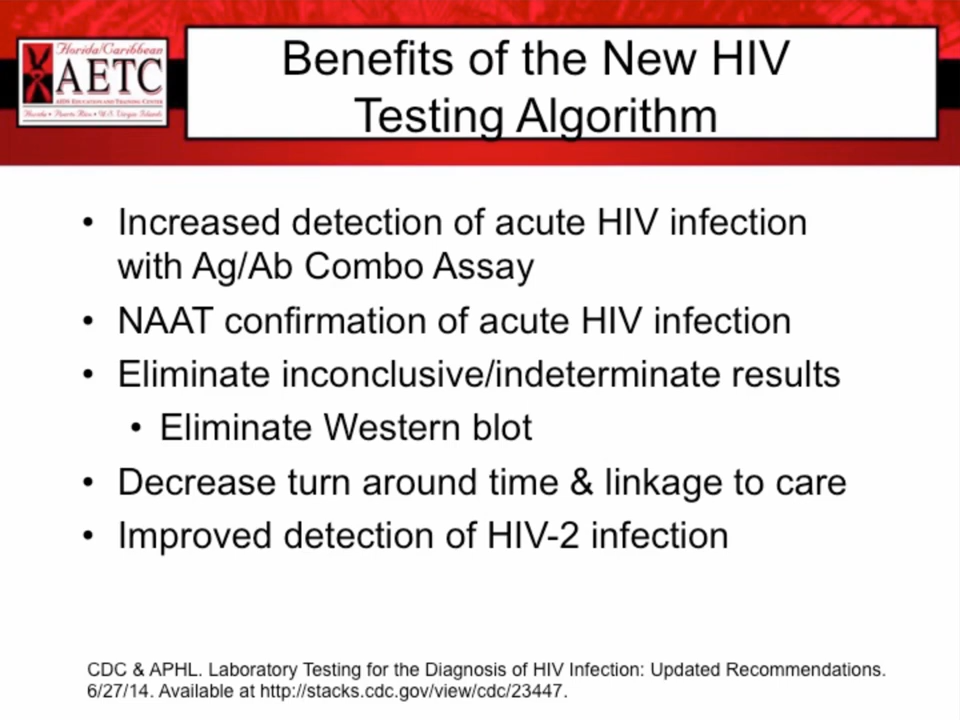 Florida/Caribbean
AETC
AIDS Education and Training Center
Florida • Puerto Rico • U.S. Virgin Islands
Benefits of the New HIV
Testing Algorithm
• Increased detection of acute HIV infection
with Ag/Ab Combo Assay
• NAAT confirmation of acute HIV infection
• Eliminate inconclusive/indeterminate results
• Eliminate Western blot
• Decrease turn around time & linkage to care
• Improved detection of HIV-2 infection
CDC & APHL. Laboratory Testing for the Diagnosis of HIV Infection: Updated Recommendations.
6/27/14. Available at http://stacks.cdc.gov/view/cdc/23447.